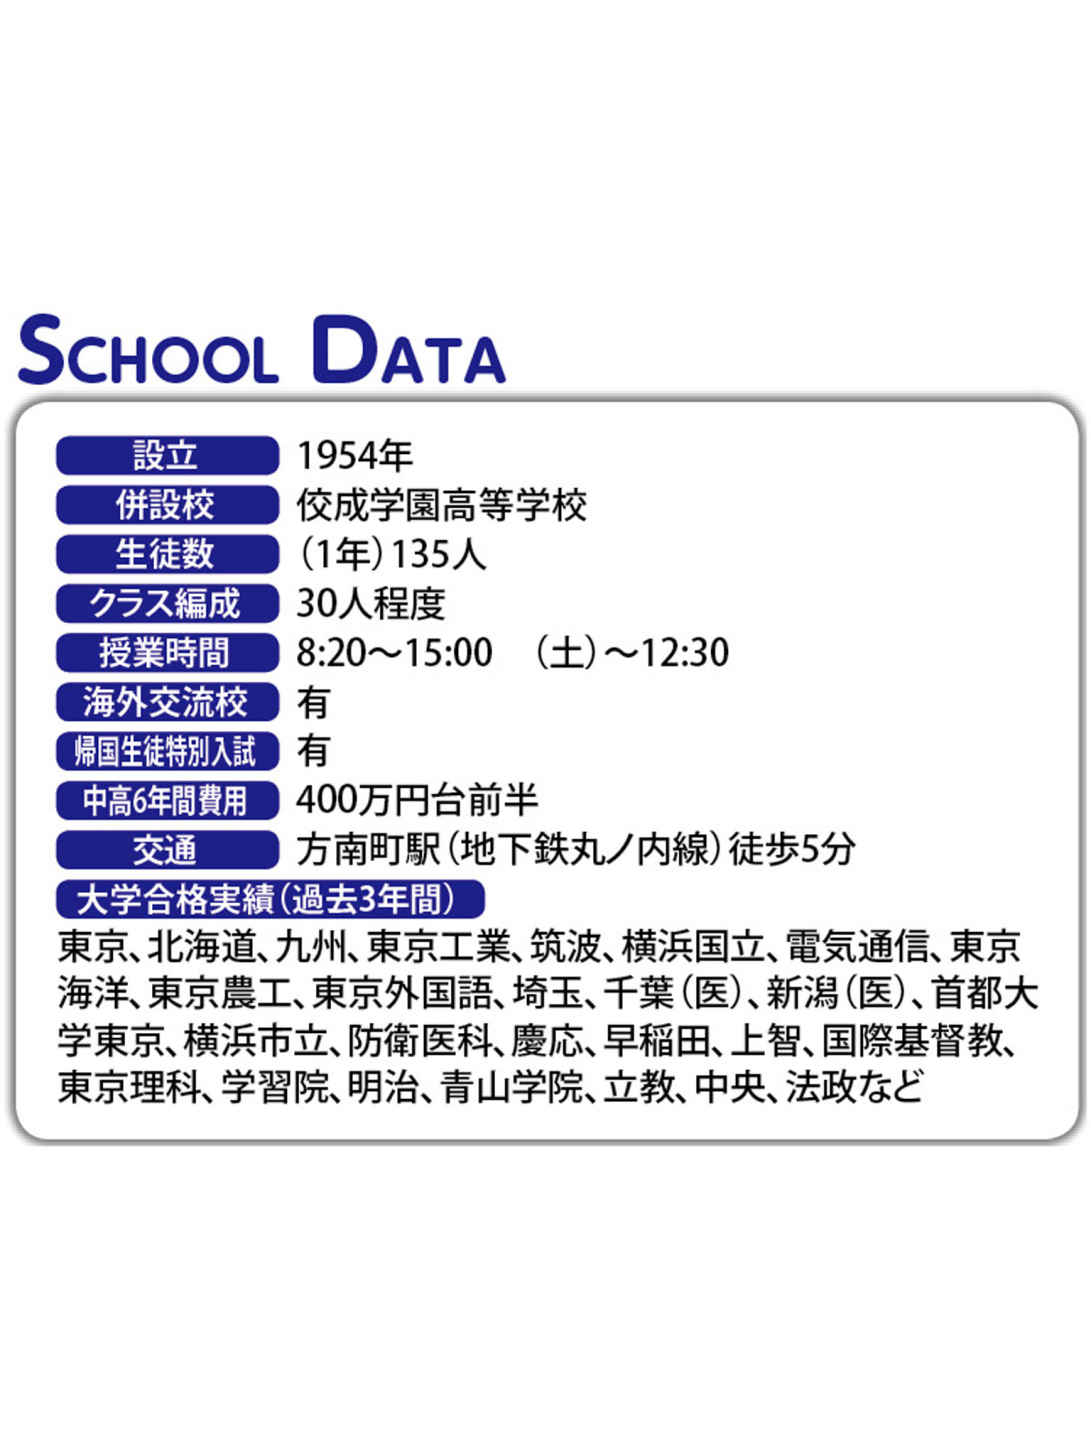 SCHOOL DATA
設立 1954年
併設校 佼成学園高等学校
生徒数 （1年）135人
クラス編成 30人程度
授業時間 8:20〜15:00 （土）〜12:30
海外交流校 有
帰国生徒特別入試 有
中高6年間費用 400万円台前半
交通 方南町駅（地下鉄丸ノ内線）徒歩5分
大学合格実績（過去3年間）
東京、北海道、九州、東京工業、筑波、横浜国立、電気通信、東京
海洋、東京農工、東京外国語、埼玉、千葉（医）、新潟（医）、首都大
学東京、横浜市立、防衛医科、慶応、早稲田、上智、国際基督教、
東京理科、学習院、明治、青山学院、立教、中央、法政など